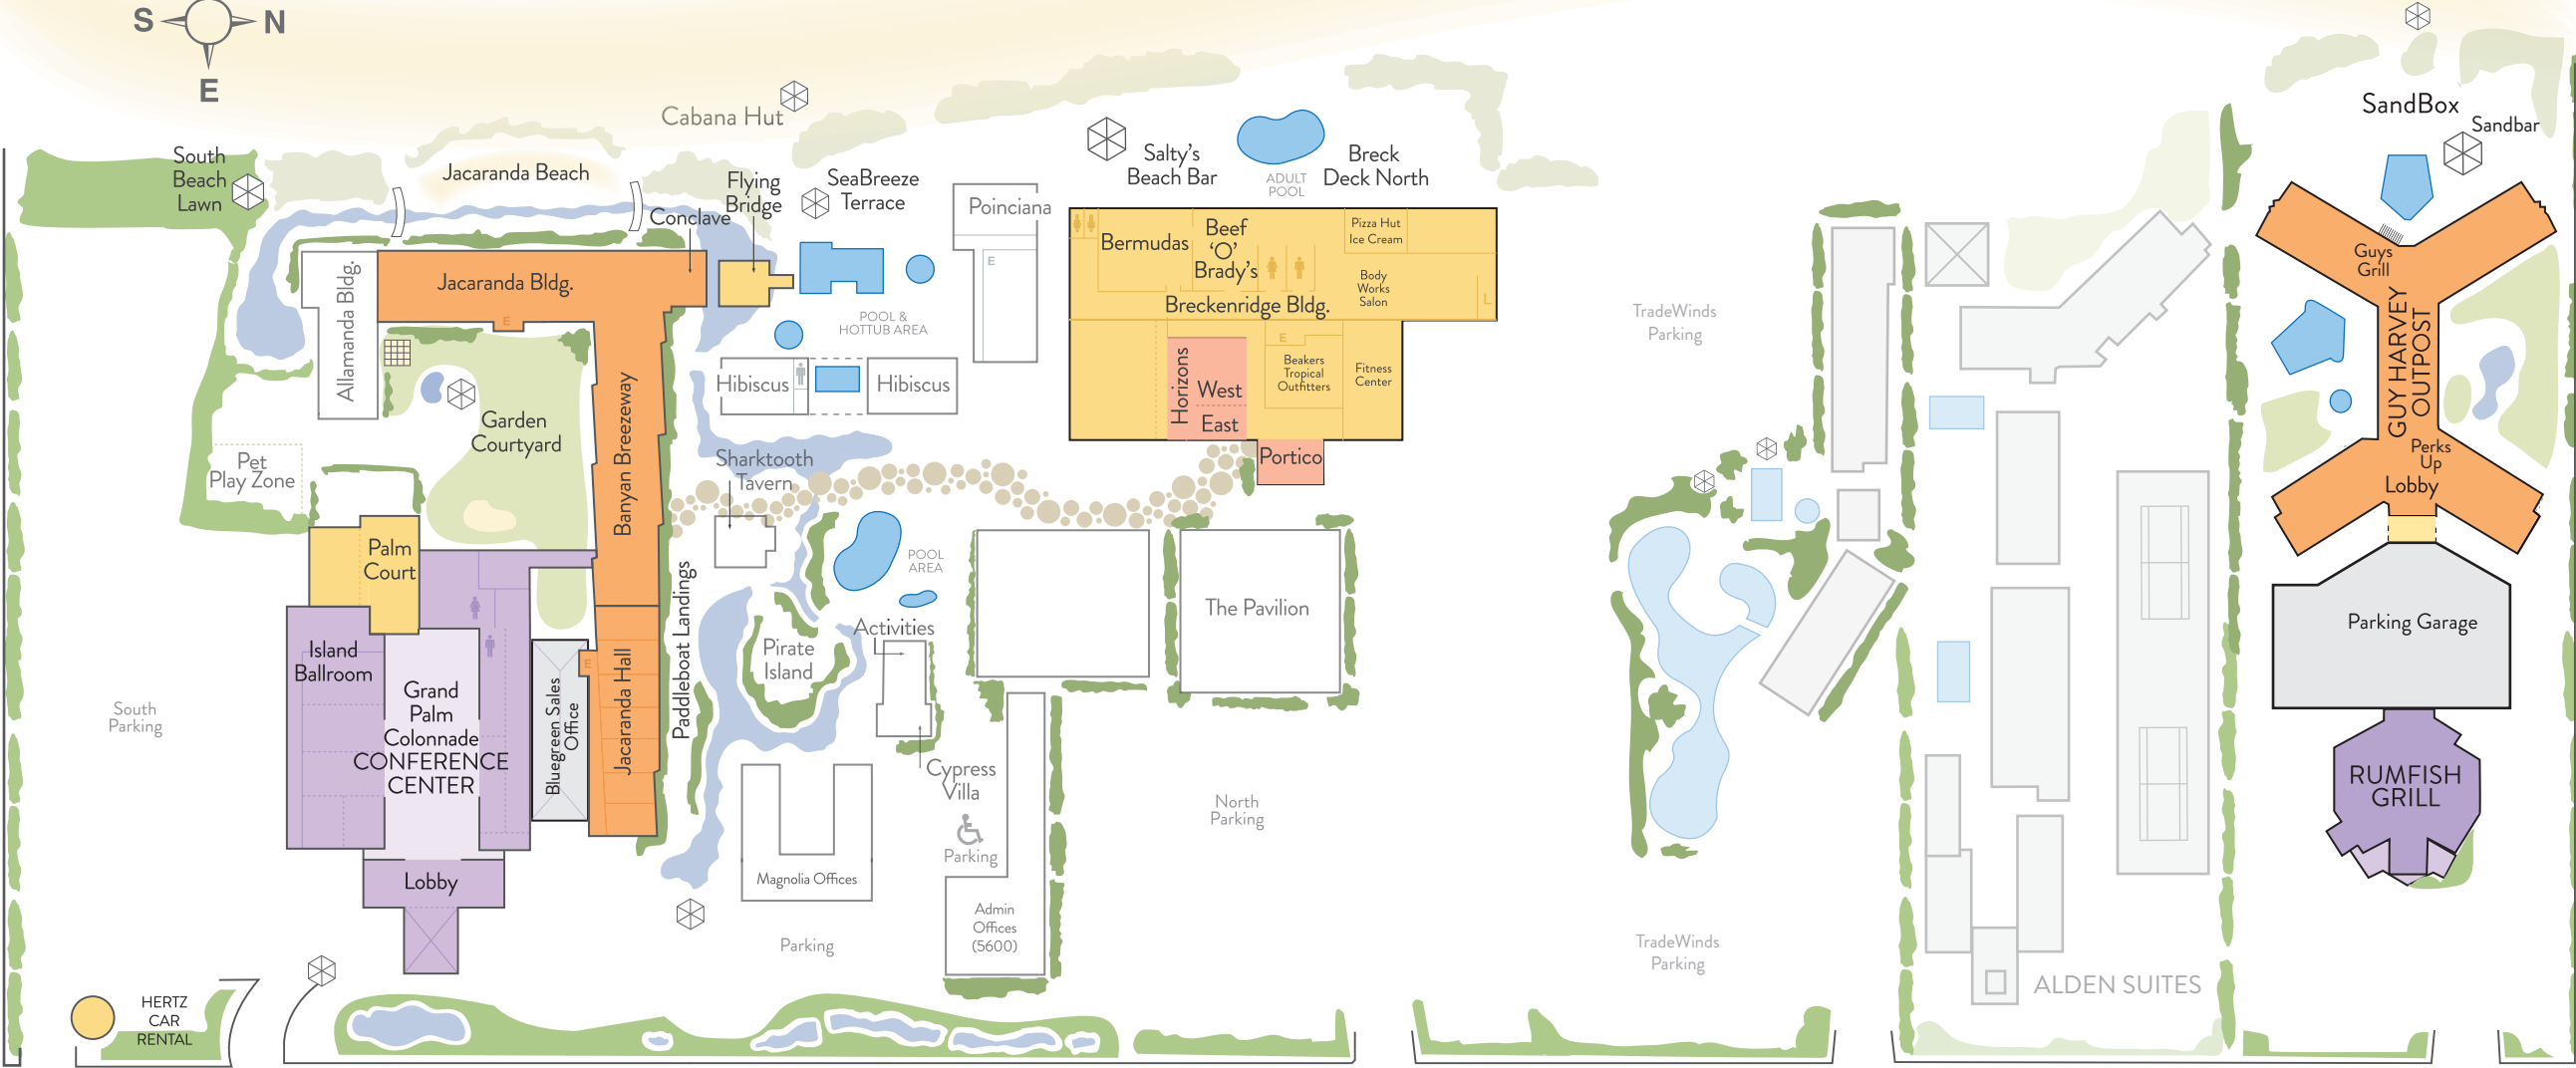 S
N
E
Cabana Hut
South
Beach
Lawn
Jacaranda Beach
Conclave
Flying
Bridge
SeaBreeze
Terrace
Poinciana
E
Salty's
Beach Bar
ADULT
POOL
Breck
Deck North
SandBox
Sandbar
Allamanda Bldg.
Jacaranda Bldg.
E
POOL &
HOTTUB AREA
Hibiscus
Hibiscus
Bermudas
Beef
'O'
Brady's
Pizza Hut
Ice Cream
Body
Works
Salon
L
Breckenridge Bldg.
Horizons
West
East
E
Beakers
Tropical
Outfitters
Fitness
Center
Portico
TradeWinds
Parking
Guys
Grill
GUY HARVEY
OUTPOST
Perks
Up
Lobby
Garden
Courtyard
Banyan Breezeway
Pet
Play Zone
Sharktooth
Tavern
Palm
Court
POOL
AREA
Paddleboat Landings
Activities
Pirate
Island
The Pavilion
Parking Garage
Island
Ballroom
Grand
Palm
Colonnade
CONFERENCE
CENTER
Bluegreen Sales
Office
E
Jacaranda Hall
South
Parking
Cypress
Villa
Parking
North
Parking
RUMFISH
GRILL
Lobby
Magnolia Offices
Admin
Offices
(5600)
Parking
TradeWinds
Parking
ALDEN SUITES
HERTZ
CAR
RENTAL